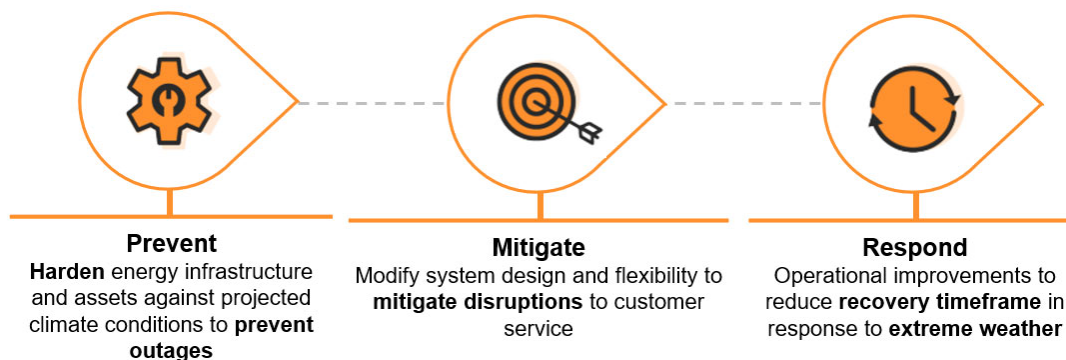 Prevent
Harden energy infrastructure
and assets against projected
climate conditions to prevent
outages
Mitigate
Modify system design and flexibility to
mitigate disruptions to customer
service
Respond
Operational improvements to
reduce recovery timeframe in
response to extreme weather